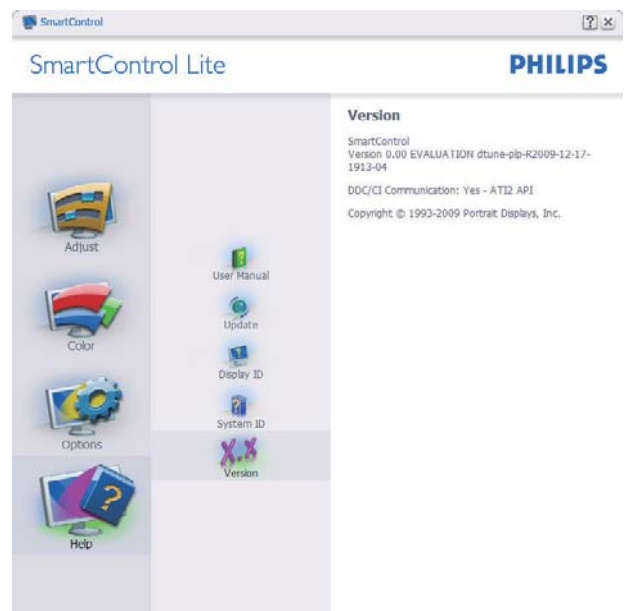 SmartControl
? ×
SmartControl Lite
PHILIPS
Adjust
Color
Options
Help
User Manual
Update
Display ID
System ID
X.X
Version
Version
SmartControl
Version 0.00 EVALUATION dtune-plp-R2009-12-17-
1913-04
DDC/CI Communication: Yes - ATI2 API
Copyright © 1993-2009 Portrait Displays, Inc.